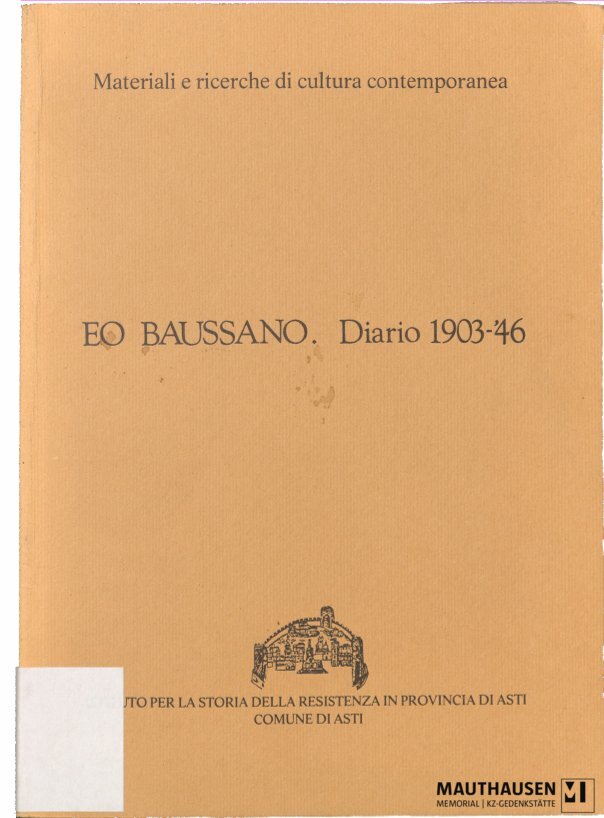 Materiali e ricerche di cultura contemporanea
EO BAUSSANO. Diario 1903-'46
PER LA STORIA DELLA RESISTENZA IN PROVINCIA DI ASTI
COMUNE DI ASTI
MAUTHAUSEN
MEMORIAL | KZ-GEDENKSTÄTTE